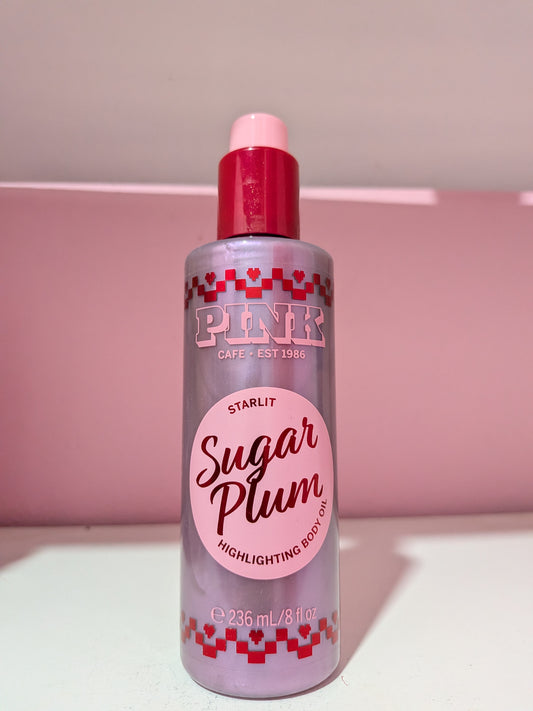 PINK
CAFE • EST 1986
STARLIT
Sugar
Plum
HIGHLIGHTING BODY OIL
℮ 236 mL/8 fl oz